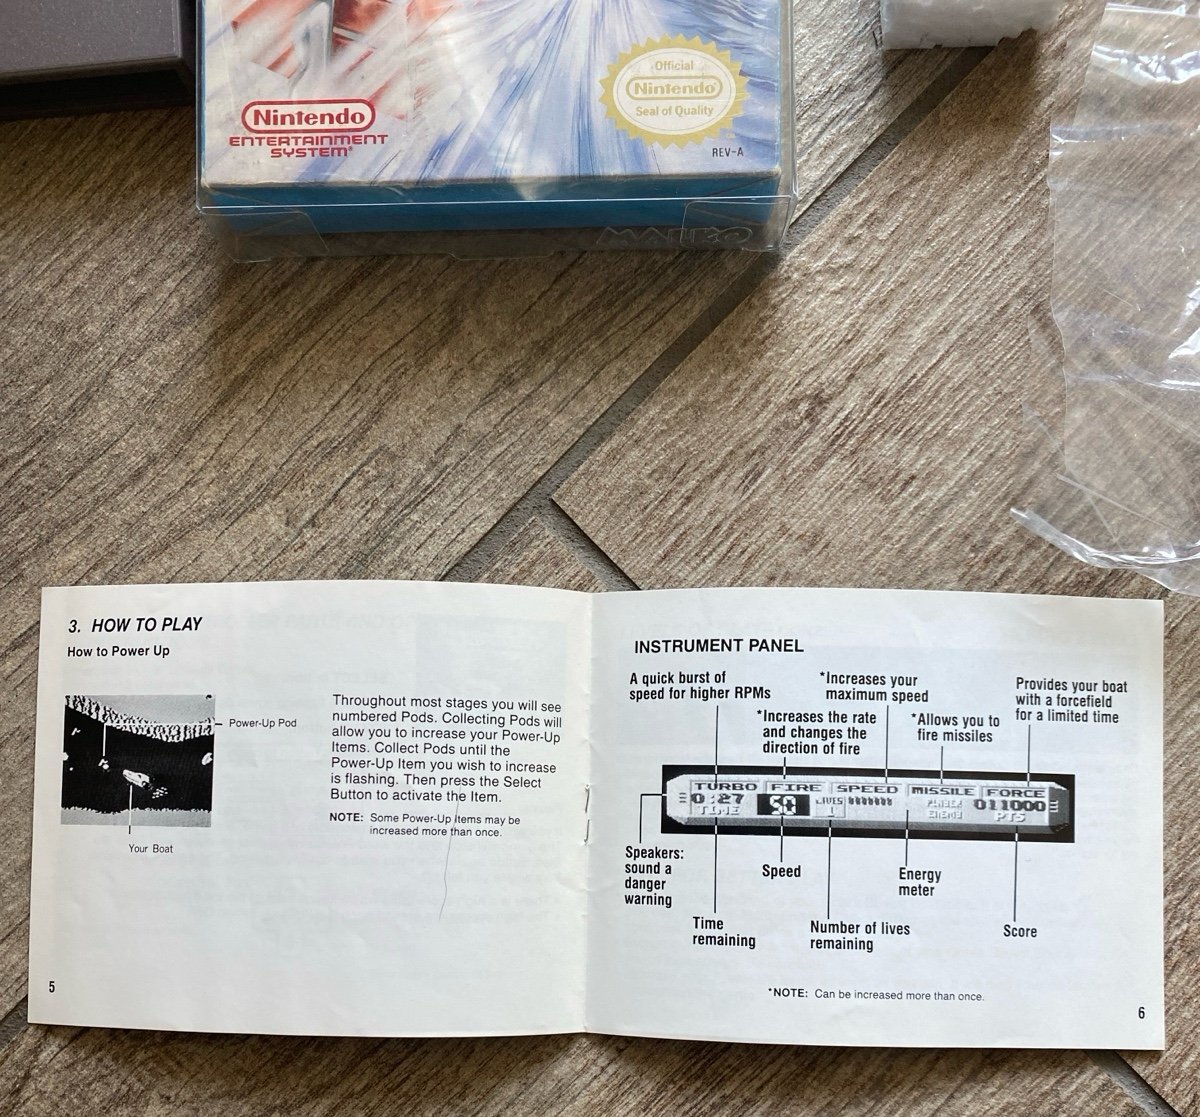 Nintendo
ENTERTAINMENT
SYSTEM
Official
Nintendo
Seal of Quality
REV-A
3. HOW TO PLAY
How to Power Up
Power-Up Pod
Your Boat
Throughout most stages you will see
numbered Pods. Collecting Pods will
allow you to increase your Power-Up
Items. Collect Pods until the
Power-Up Item you wish to increase
is flashing. Then press the Select
Button to activate the Item.
NOTE: Some Power-Up Items may be
increased more than once.
5
INSTRUMENT PANEL
A quick burst of
speed for higher RPMs
*Increases the rate
and changes the
direction of fire
*Increases your
maximum speed
*Allows you to
fire missiles
Provides your boat
with a forcefield
for a limited time
TURBO FIRE SPEED MISSILE FORCE
0:27 50 LIVES 011000
TIME 1 ENEMY PTS
Speakers:
sound a
danger
warning
Time
remaining
Speed
Number of lives
remaining
Energy
meter
Score
*NOTE: Can be increased more than once.
6